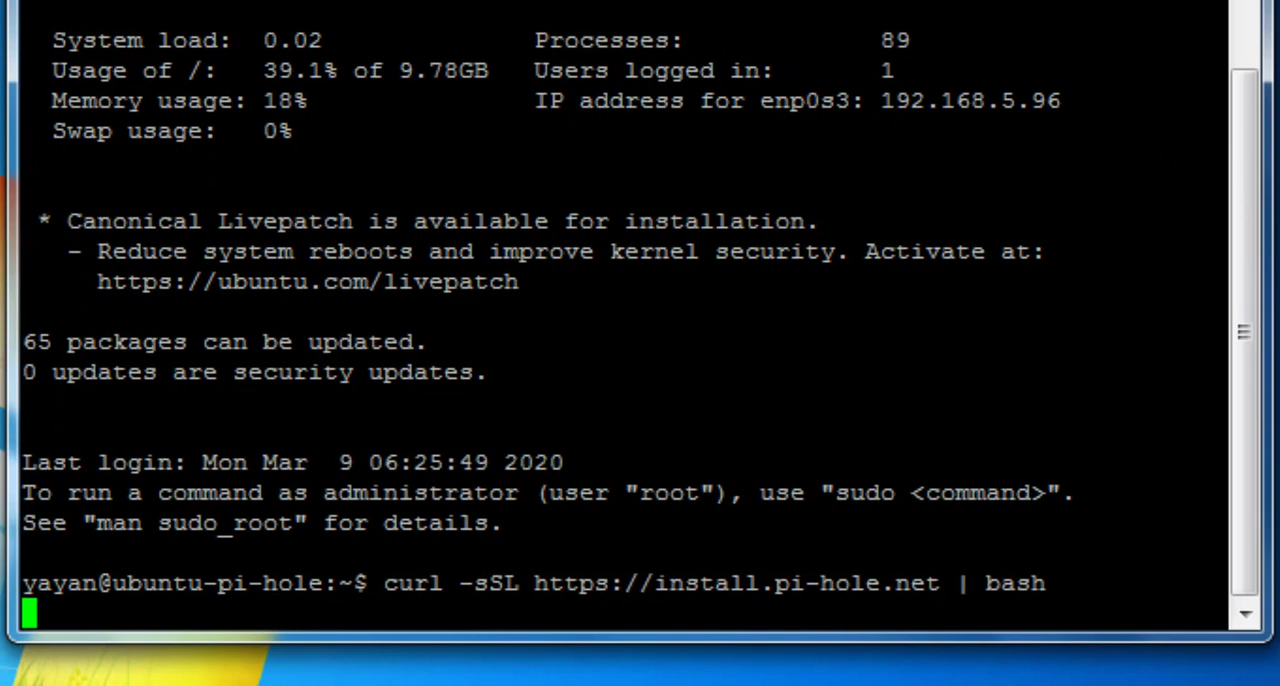 System load:  0.02                Processes:             89
Usage of /:   39.1% of 9.78GB   Users logged in:       1
Memory usage: 18%               IP address for enp0s3: 192.168.5.96
Swap usage:   0%
* Canonical Livepatch is available for installation.
- Reduce system reboots and improve kernel security. Activate at:
https://ubuntu.com/livepatch
65 packages can be updated.
0 updates are security updates.
Last login: Mon Mar  9 06:25:49 2020
To run a command as administrator (user "root"), use "sudo <command>".
See "man sudo_root" for details.
yayan@ubuntu-pi-hole:~$ curl -sSL https://install.pi-hole.net | bash